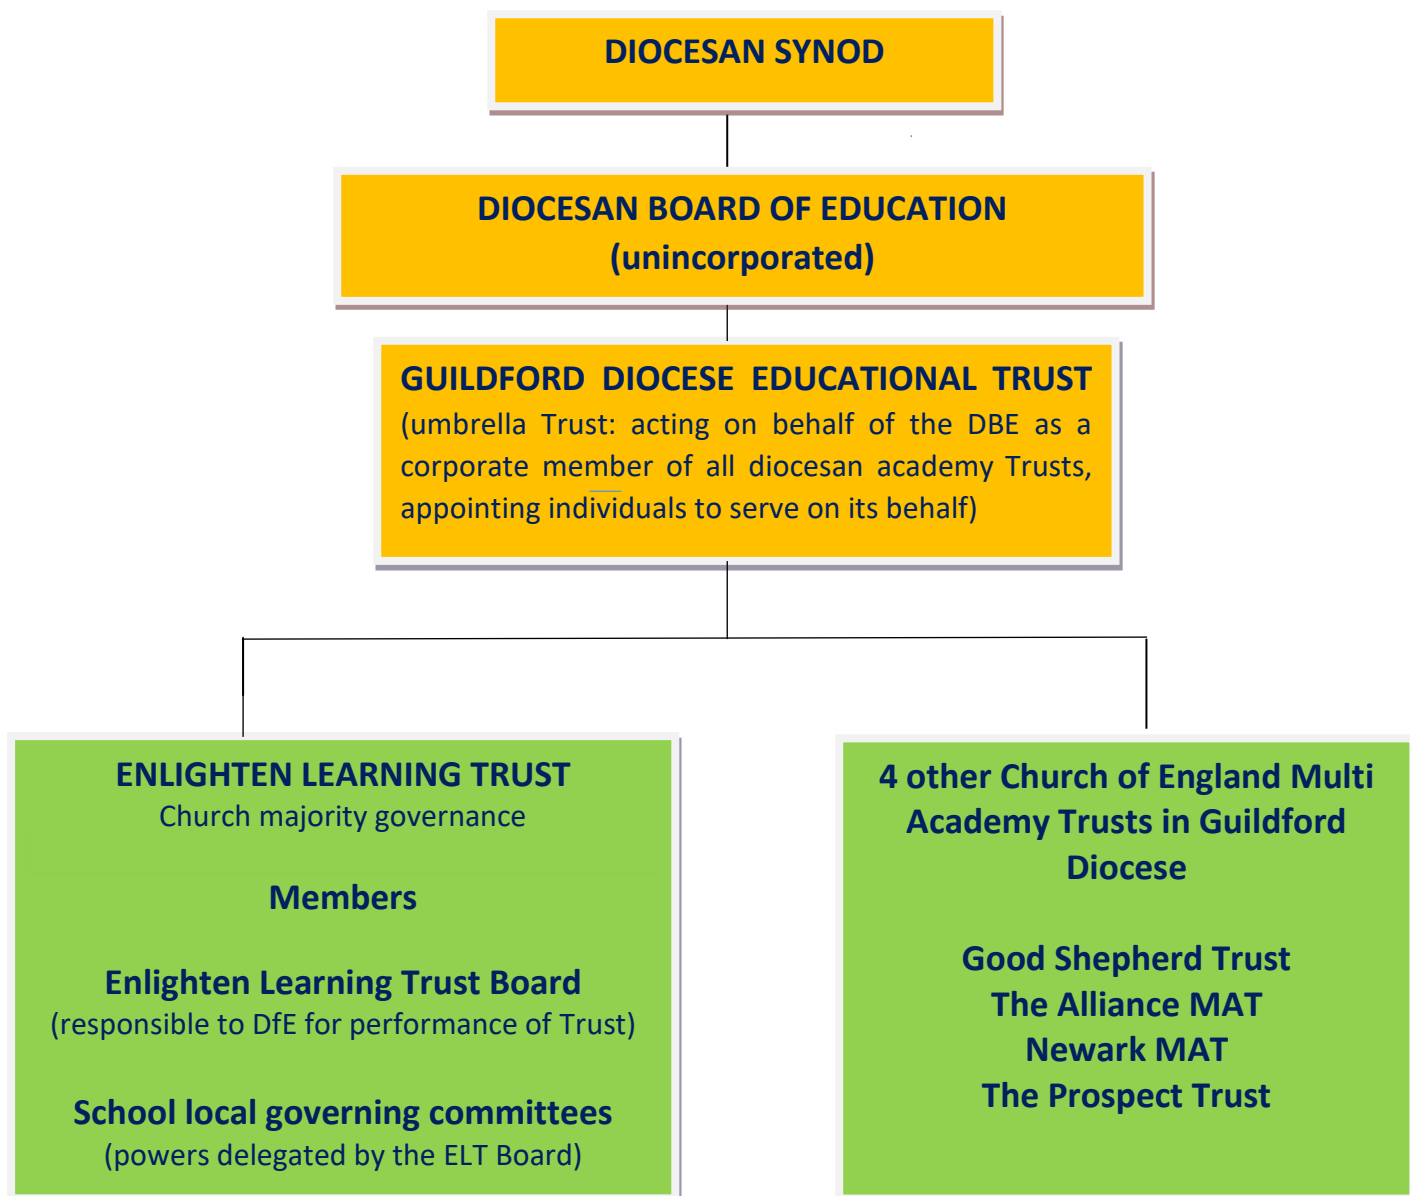 DIOCESAN SYNOD
DIOCESAN BOARD OF EDUCATION
(unincorporated)
GUILDFORD DIOCESE EDUCATIONAL TRUST
(umbrella Trust: acting on behalf of the DBE as a
corporate member of all diocesan academy Trusts,
appointing individuals to serve on its behalf)
ENLIGHTEN LEARNING TRUST
Church majority governance
Members
Enlighten Learning Trust Board
(responsible to DfE for performance of Trust)
School local governing committees
(powers delegated by the ELT Board)
4 other Church of England Multi
Academy Trusts in Guildford
Diocese
Good Shepherd Trust
The Alliance MAT
Newark MAT
The Prospect Trust